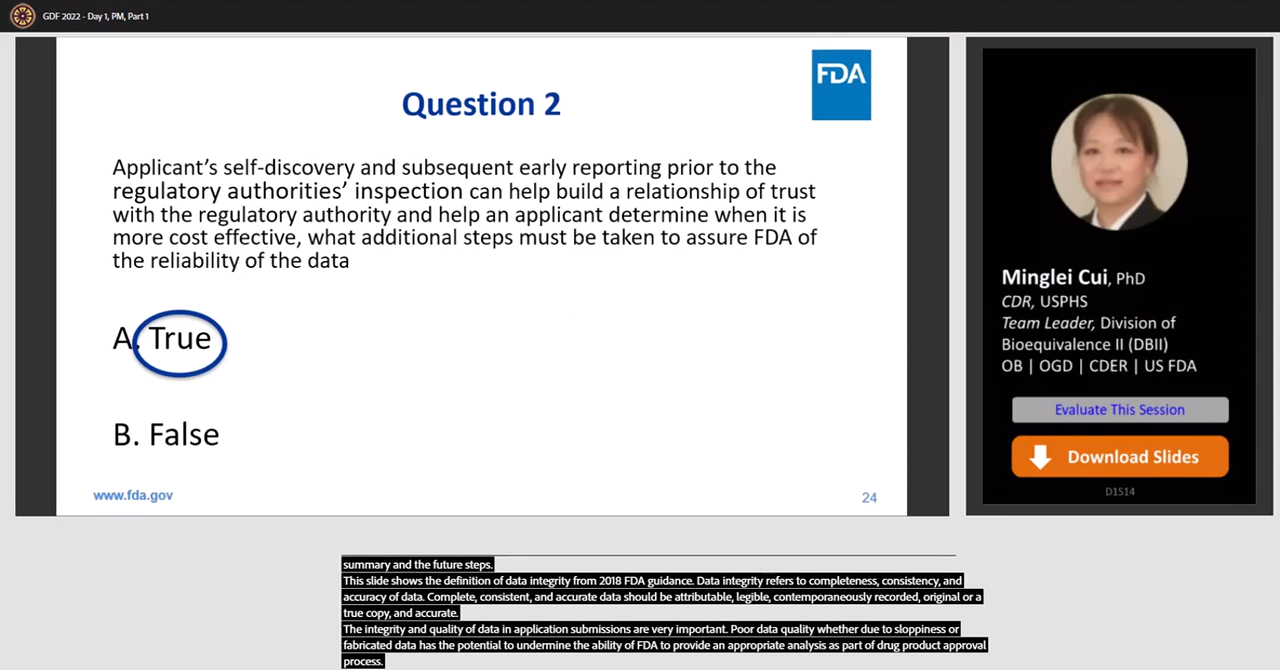 GDF 2022 - Day 1, PM, Part 1
FDA
Question 2
Applicant's self-discovery and subsequent early reporting prior to the
regulatory authorities' inspection can help build a relationship of trust
with the regulatory authority and help an applicant determine when it is
more cost effective, what additional steps must be taken to assure FDA of
the reliability of the data
A. True
B. False
www.fda.gov
24
Minglei Cui, PhD
CDR, USPHS
Team Leader, Division of
Bioequivalence II (DBII)
OB | OGD | CDER | US FDA
Evaluate This Session
Download Slides
D1514
summary and the future steps.
This slide shows the definition of data integrity from 2018 FDA guidance. Data integrity refers to completeness, consistency, and
accuracy of data. Complete, consistent, and accurate data should be attributable, legible, contemporaneously recorded, original or a
true copy, and accurate.
The integrity and quality of data in application submissions are very important. Poor data quality whether due to sloppiness or
fabricated data has the potential to undermine the ability of FDA to provide an appropriate analysis as part of drug product approval
process.